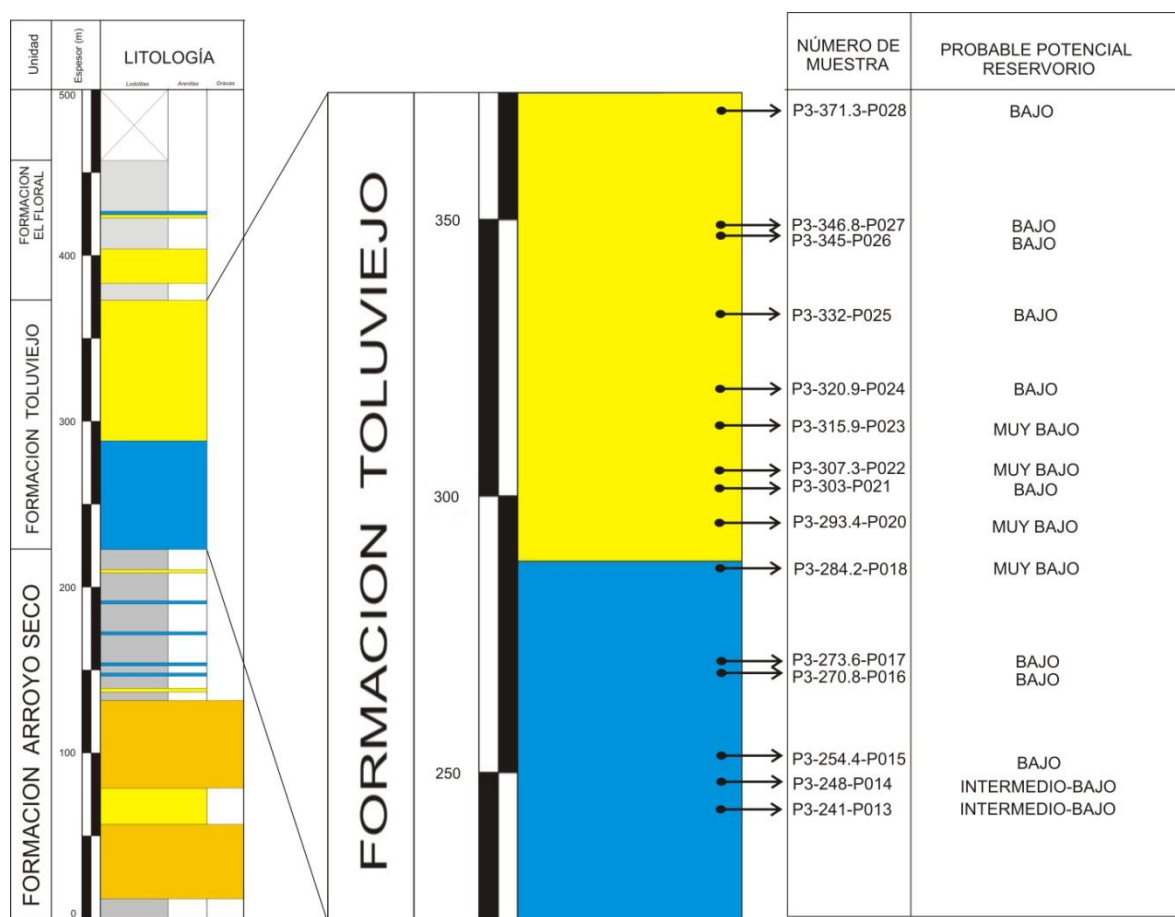 Unidad
Espesor (m)
LITOLOGÍA
Lodolitas Arenitas Gravas
500
400
300
200
100
0
FORMACION
EL FLORAL
FORMACION TOLUVIEJO
FORMACION ARROYO SECO
FORMACION TOLUVIEJO
350
300
250
NÚMERO DE
MUESTRA
PROBABLE POTENCIAL
RESERVORIO
P3-371.3-P028 BAJO
P3-346.8-P027 BAJO
P3-345-P026 BAJO
P3-332-P025 BAJO
P3-320.9-P024 BAJO
P3-315.9-P023 MUY BAJO
P3-307.3-P022 MUY BAJO
P3-303-P021 BAJO
P3-293.4-P020 MUY BAJO
P3-284.2-P018 MUY BAJO
P3-273.6-P017 BAJO
P3-270.8-P016 BAJO
P3-254.4-P015 BAJO
P3-248-P014 INTERMEDIO-BAJO
P3-241-P013 INTERMEDIO-BAJO